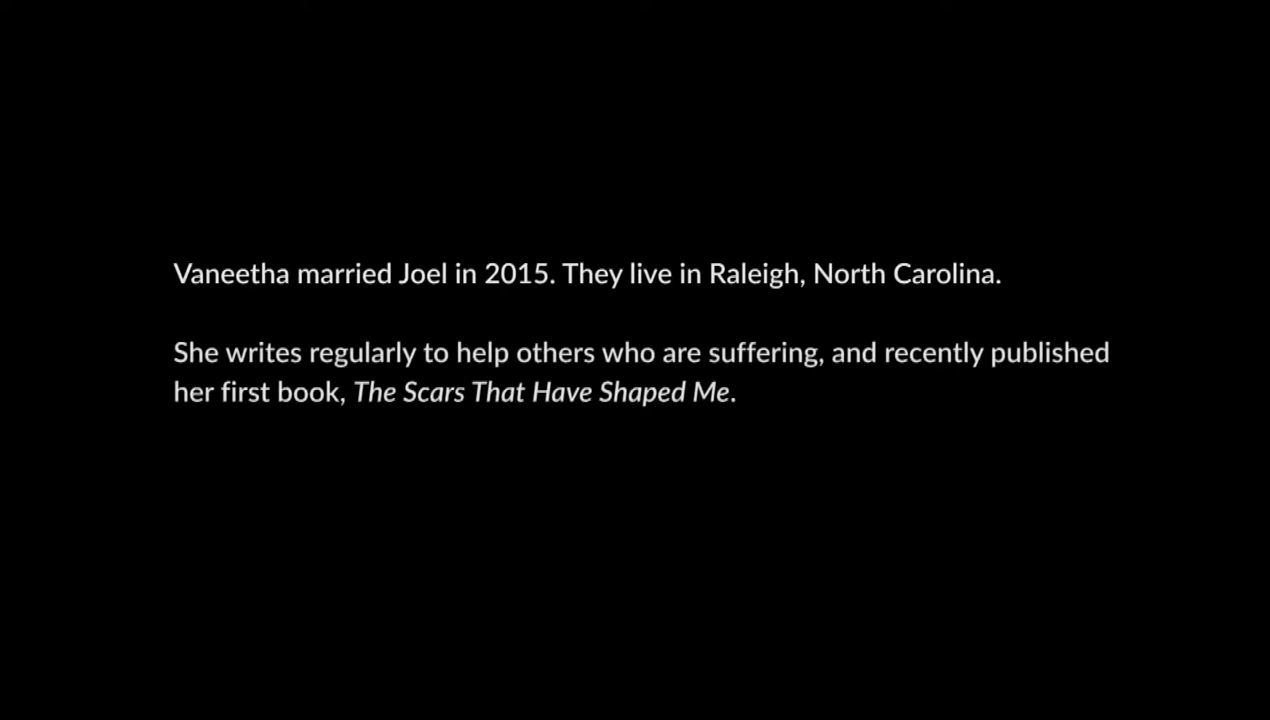 Vaneetha married Joel in 2015. They live in Raleigh, North Carolina.
She writes regularly to help others who are suffering, and recently published
her first book, The Scars That Have Shaped Me.